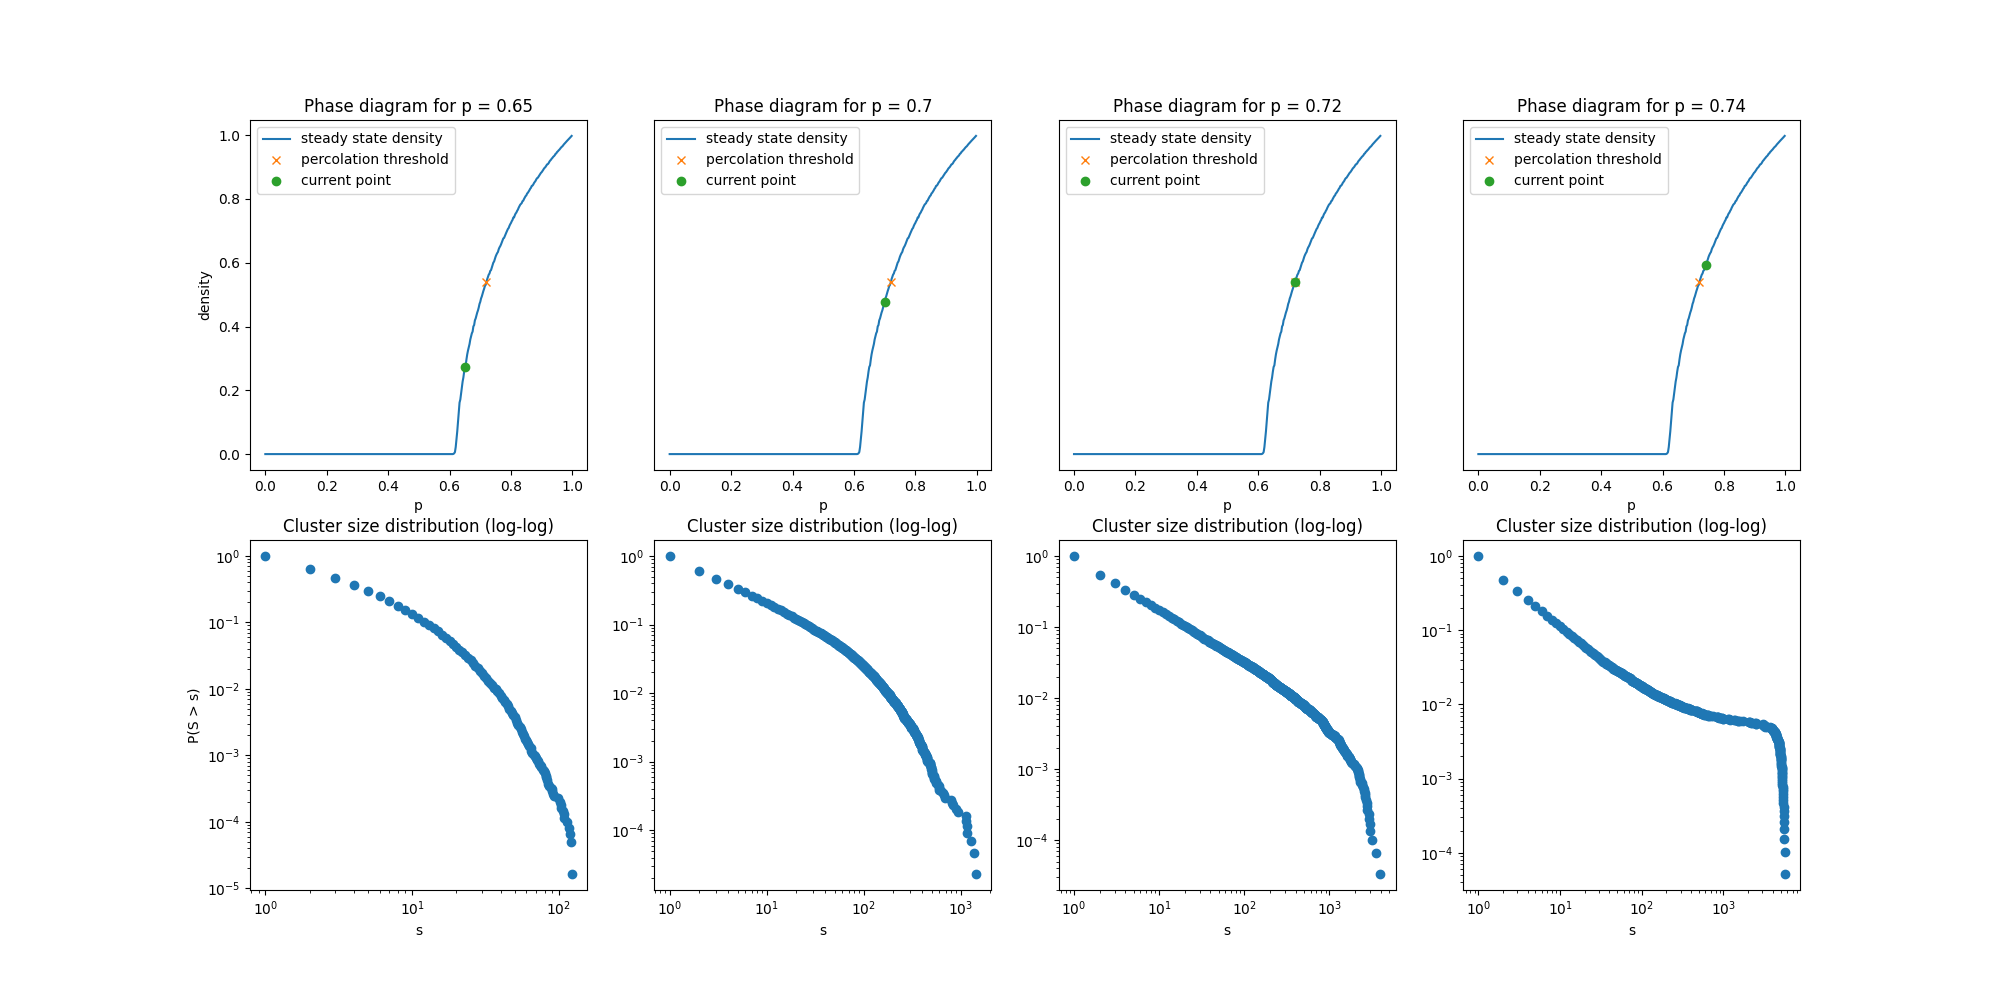 Phase diagram for p = 0.65
steady state density
percolation threshold
current point
1.0
0.8
0.6
0.4
0.2
0.0
density
0.0 0.2 0.4 0.6 0.8 1.0
p
Phase diagram for p = 0.7
steady state density
percolation threshold
current point
0.0 0.2 0.4 0.6 0.8 1.0
p
Phase diagram for p = 0.72
steady state density
percolation threshold
current point
0.0 0.2 0.4 0.6 0.8 1.0
p
Phase diagram for p = 0.74
steady state density
percolation threshold
current point
0.0 0.2 0.4 0.6 0.8 1.0
p
Cluster size distribution (log-log)
10⁰
10⁻¹
10⁻²
10⁻³
10⁻⁴
10⁻⁵
P(S > s)
10⁰ 10¹ 10²
s
Cluster size distribution (log-log)
10⁰
10⁻¹
10⁻²
10⁻³
10⁻⁴
10⁰ 10¹ 10² 10³
s
Cluster size distribution (log-log)
10⁰
10⁻¹
10⁻²
10⁻³
10⁻⁴
10⁰ 10¹ 10² 10³
s
Cluster size distribution (log-log)
10⁰
10⁻¹
10⁻²
10⁻³
10⁻⁴
10⁰ 10¹ 10² 10³
s